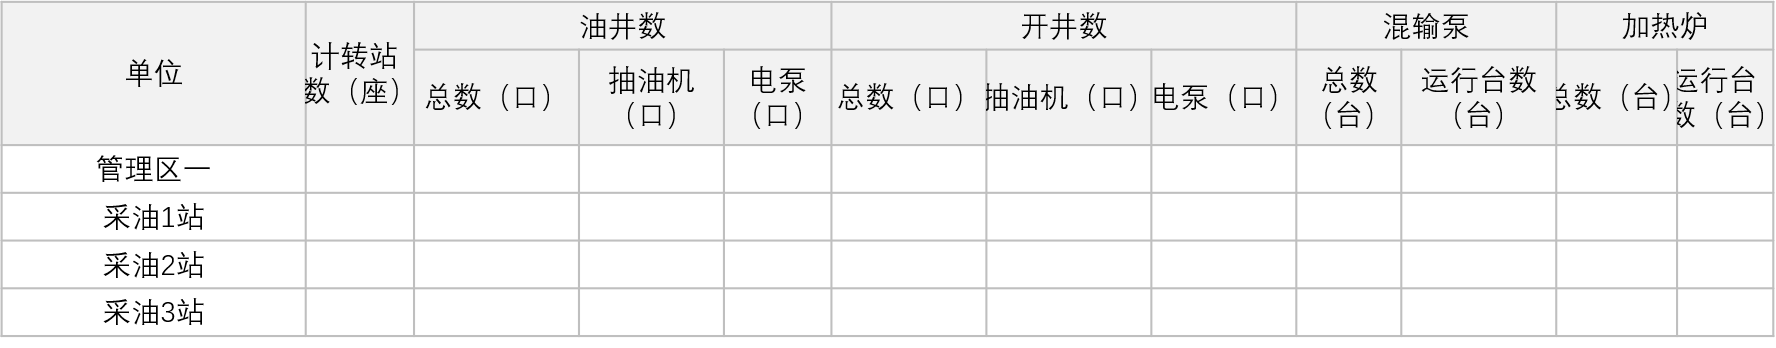 单位
计转站
数（座）
油井数
开井数
混输泵
加热炉
总数（口）
抽油机
（口）
电泵
（口）
总数（口）
抽油机（口）
电泵（口）
总数
（台）
运行台数
（台）
总数（台）
运行台
数（台）
管理区一
采油1站
采油2站
采油3站